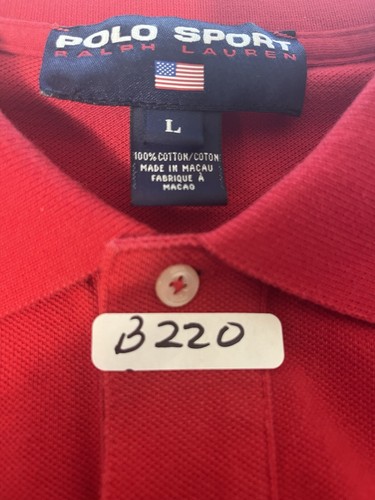 POLO SPORT
RALPH LAUREN
L
100% COTTON/COTON
MADE IN MACAU
FABRIQUE À
MACAO
B220